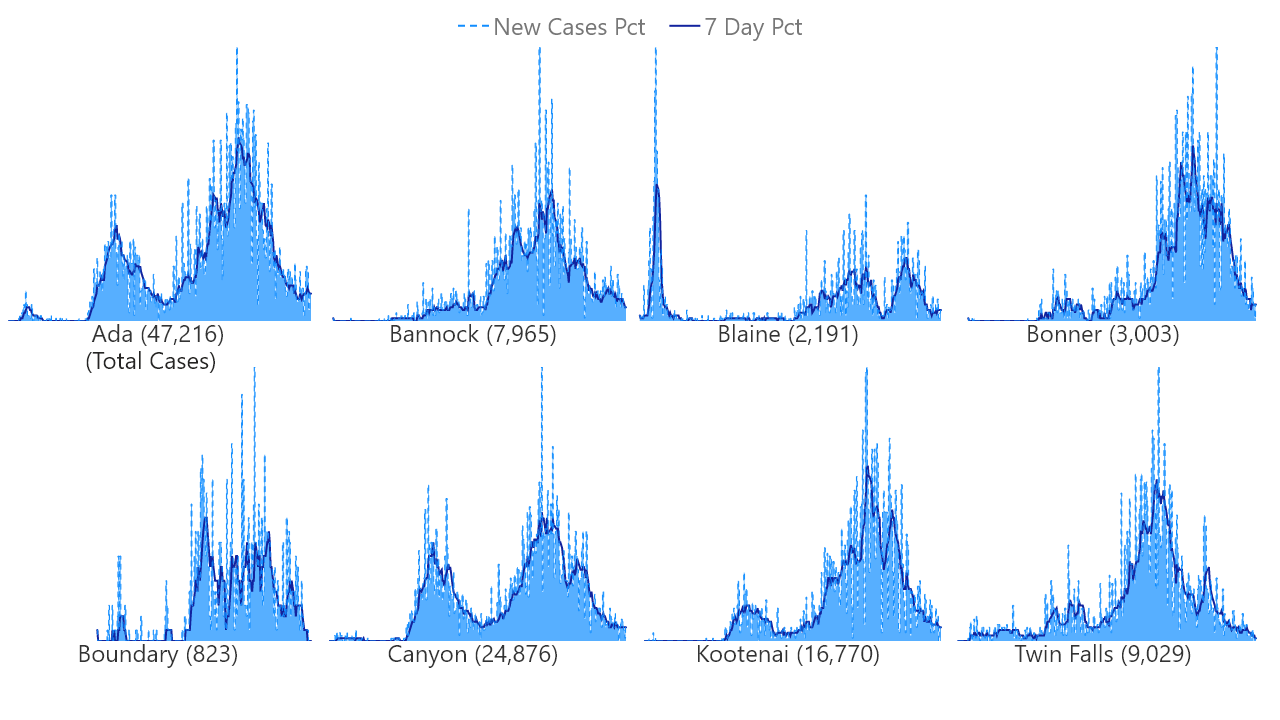 New Cases Pct 7 Day Pct
Ada (47,216)
(Total Cases)
Bannock (7,965)
Blaine (2,191)
Bonner (3,003)
Boundary (823)
Canyon (24,876)
Kootenai (16,770)
Twin Falls (9,029)